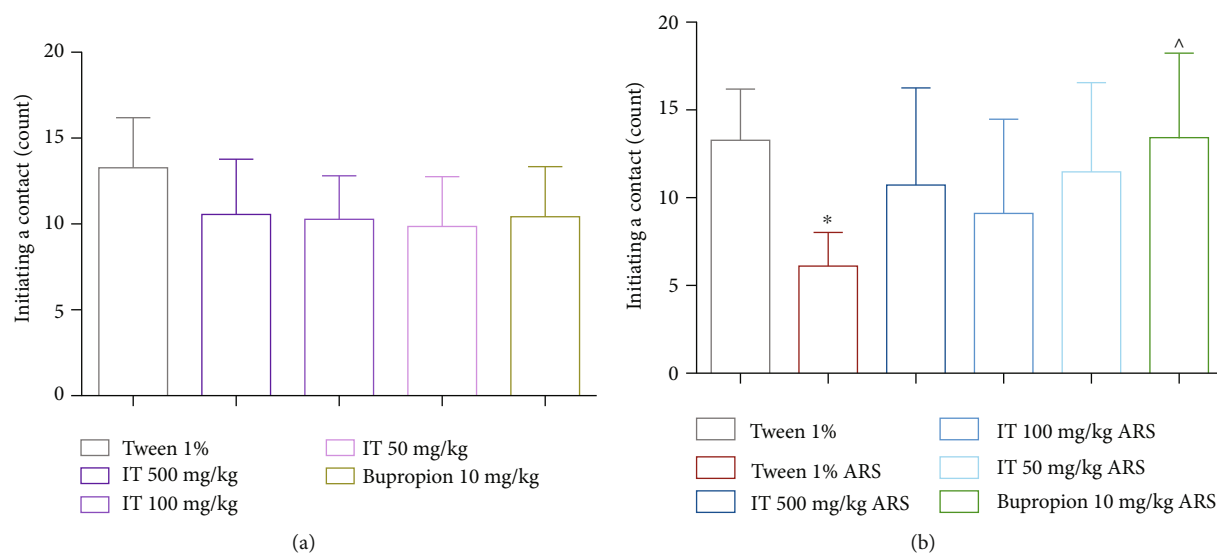 20
15
10
5
0
Initiating a contact (count)
Tween 1%
IT 500 mg/kg
IT 100 mg/kg
IT 50 mg/kg
Bupropion 10 mg/kg
(a)
20
15
10
5
0
Initiating a contact (count)
*
^
Tween 1%
Tween 1% ARS
IT 500 mg/kg ARS
IT 100 mg/kg ARS
IT 50 mg/kg ARS
Bupropion 10 mg/kg ARS
(b)